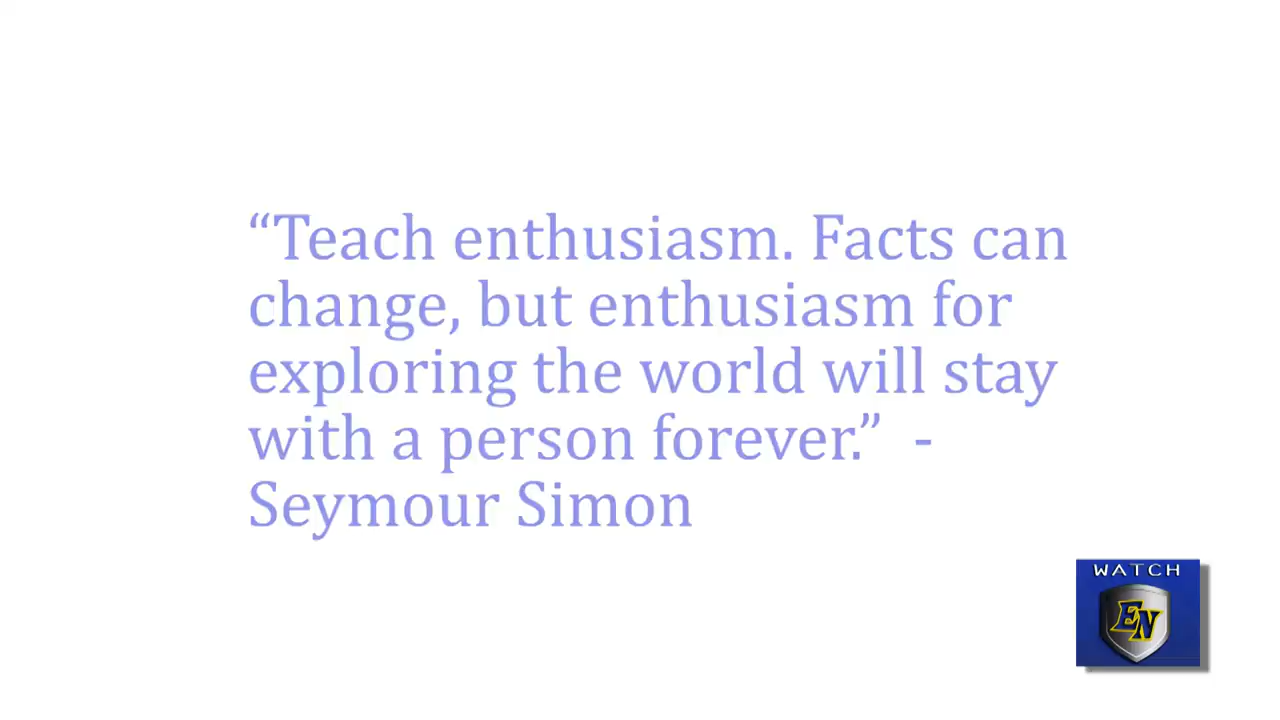 “Teach enthusiasm. Facts can
change, but enthusiasm for
exploring the world will stay
with a person forever.”  -
Seymour Simon
WATCH
EN